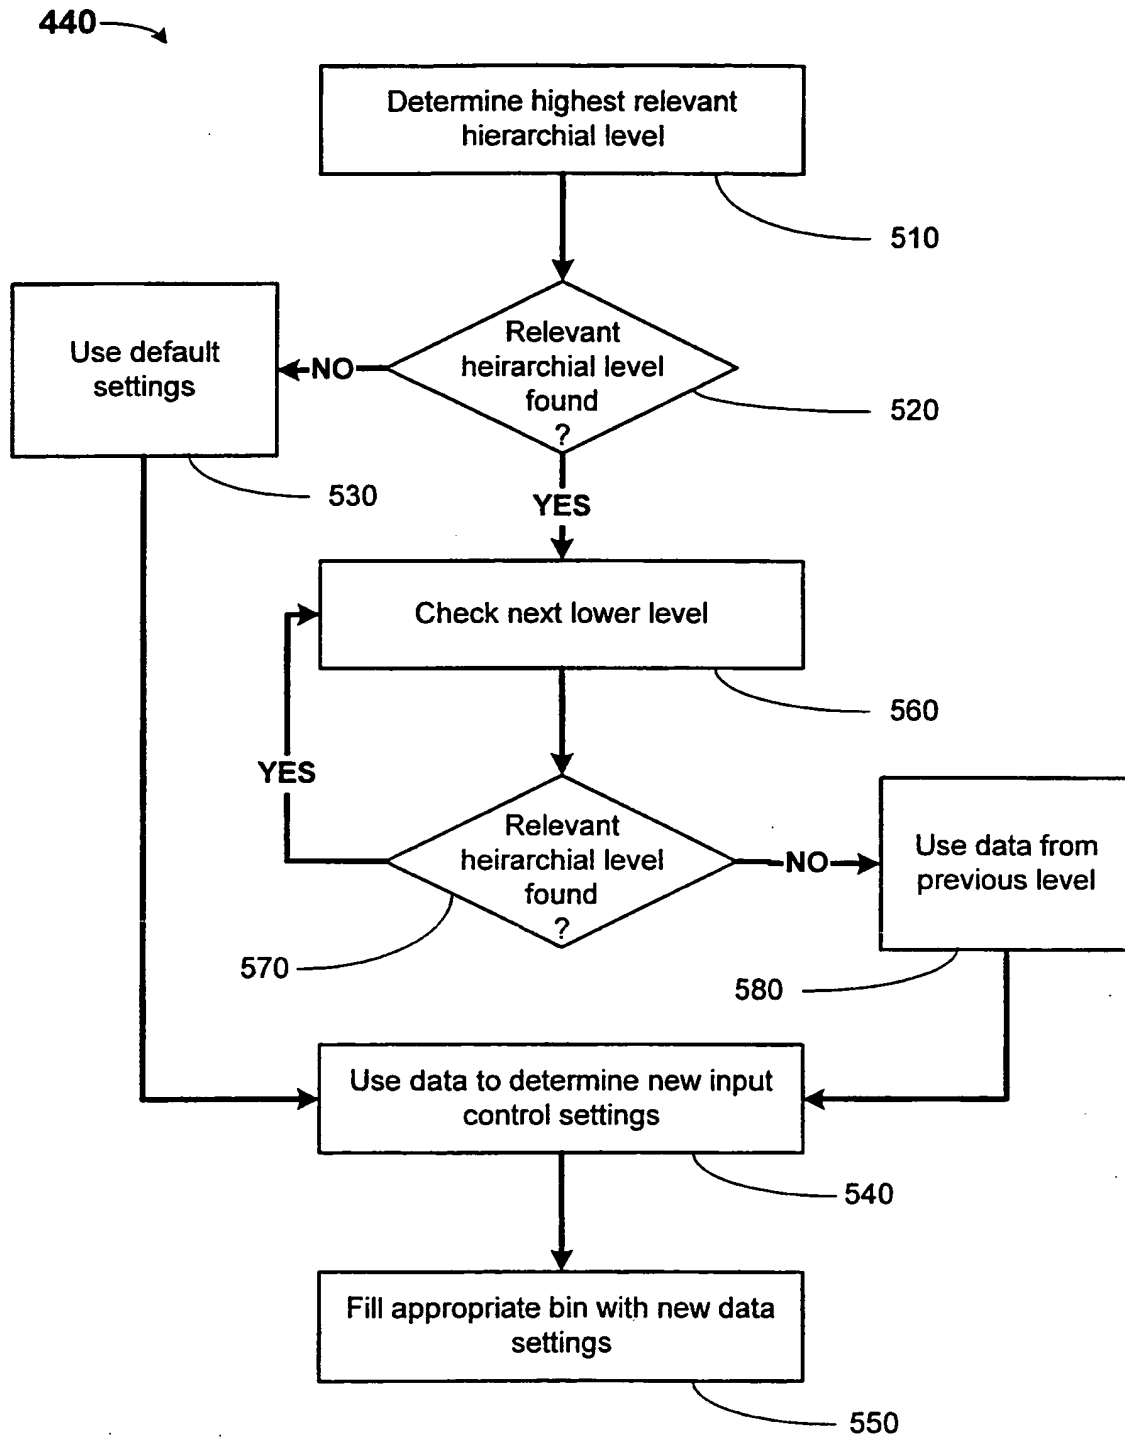 440
Determine highest relevant
hierarchial level
510
Relevant
heirarchial level
found
?
520
NO
Use default
settings
530
YES
Check next lower level
560
YES
Relevant
heirarchial level
found
?
570
NO
Use data from
previous level
580
Use data to determine new input
control settings
540
Fill appropriate bin with new data
settings
550